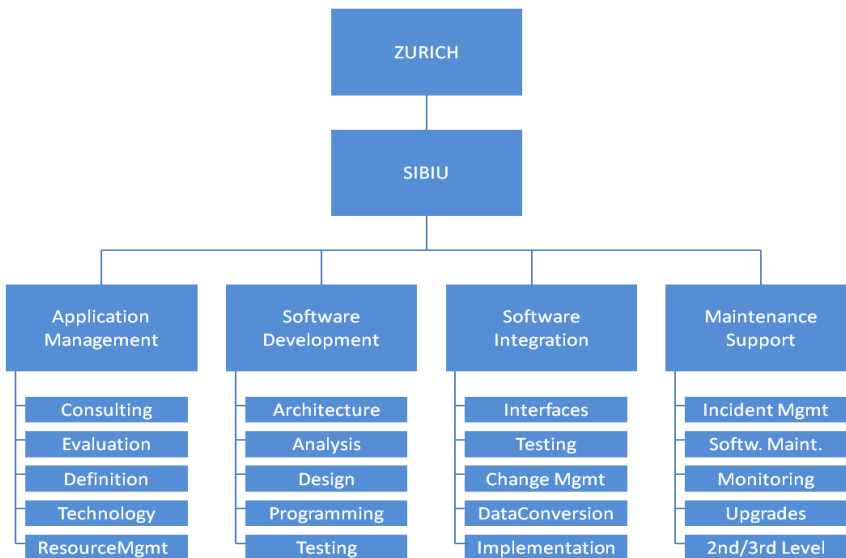 ZURICH
SIBIU
Application
Management
Software
Development
Software
Integration
Maintenance
Support
Consulting
Evaluation
Definition
Technology
ResourceMgmt
Architecture
Analysis
Design
Programming
Testing
Interfaces
Testing
Change Mgmt
DataConversion
Implementation
Incident Mgmt
Softw. Maint.
Monitoring
Upgrades
2nd/3rd Level